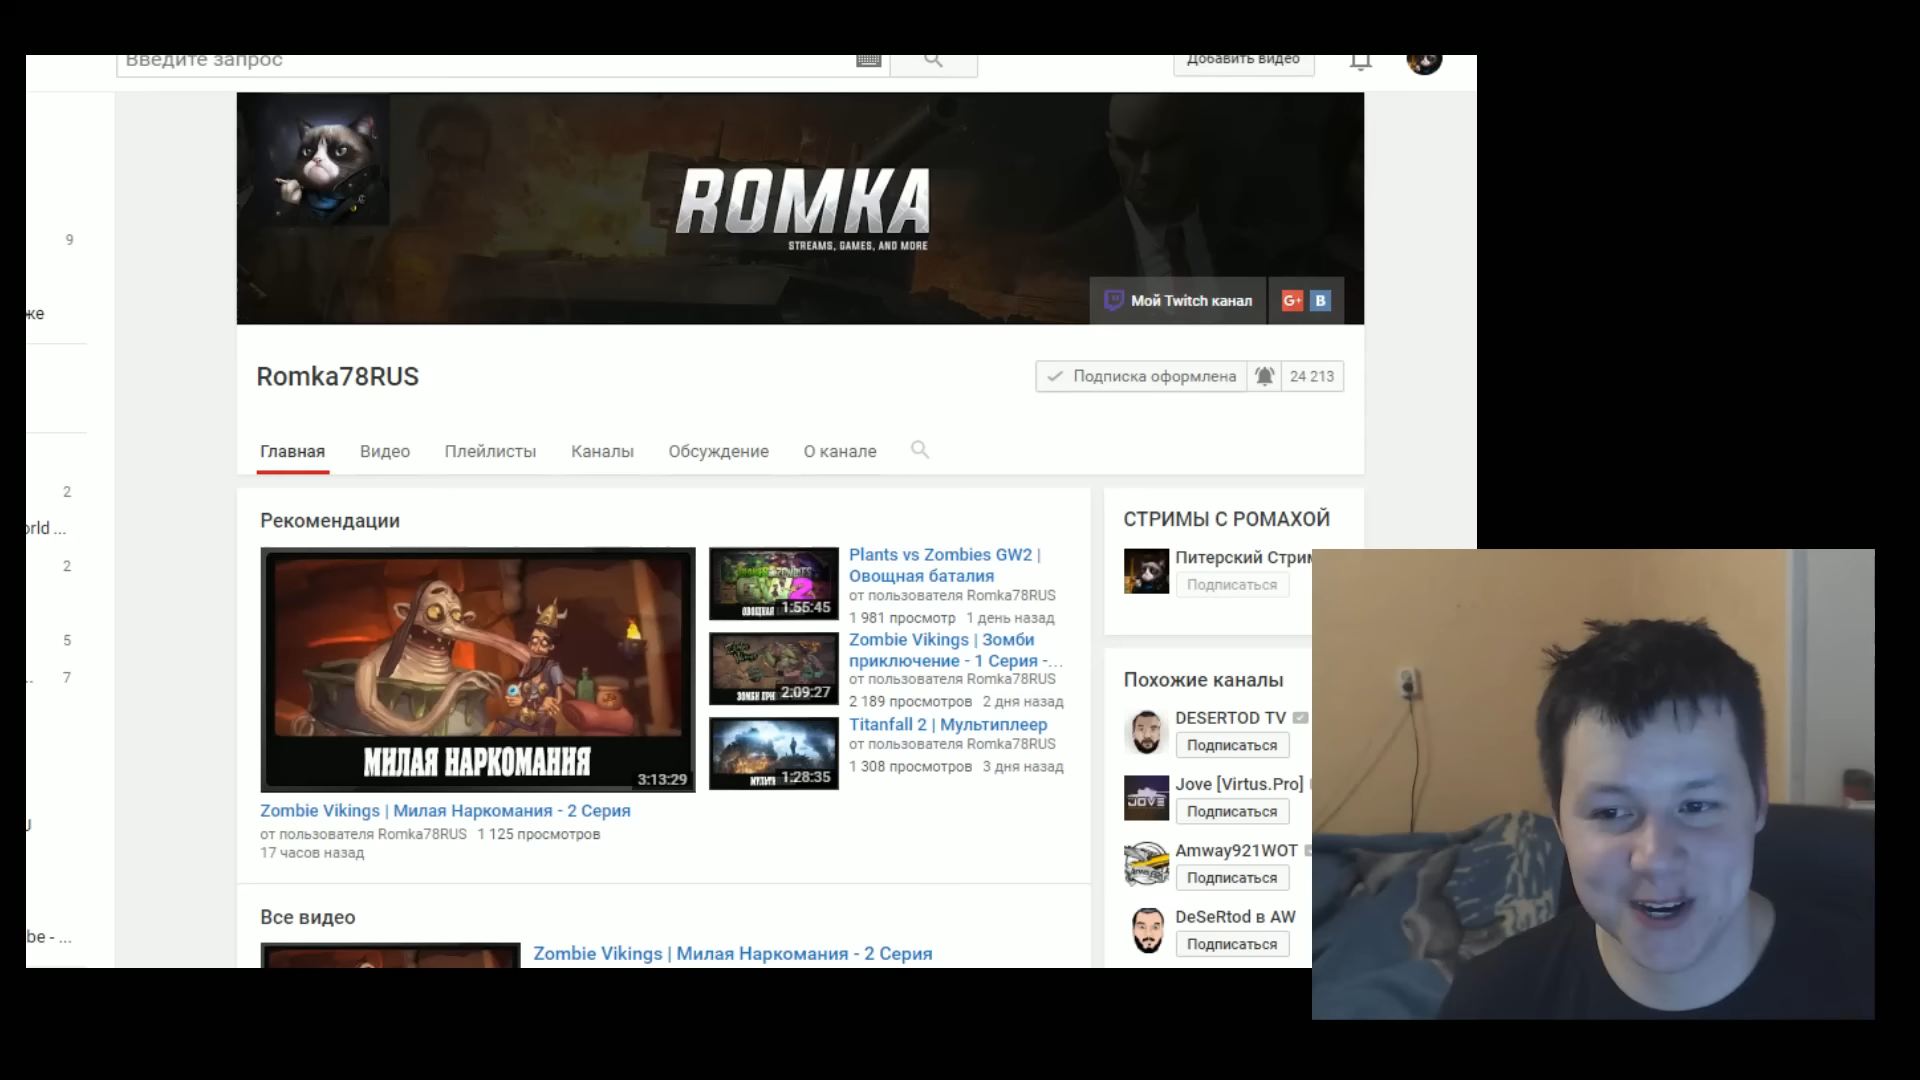 Введите запрос
Добавить видео
9
же
2
orld ...
2
5
.. 7
be - ...
ROMKA
STREAMS, GAMES, AND MORE
Мой Twitch канал
G+ B
Romka78RUS
Подписка оформлена
24 213
Главная Видео Плейлисты Каналы Обсуждение О канале
Рекомендации
МИЛАЯ НАРКОМАНИЯ
3:13:29
Zombie Vikings | Милая Наркомания - 2 Серия
от пользователя Romka78RUS 1 125 просмотров
17 часов назад
GW2
1:55:45
Plants vs Zombies GW2 |
Овощная баталия
от пользователя Romka78RUS
1 981 просмотр 1 день назад
2:09:27
Zombie Vikings | Зомби
приключение - 1 Серия -...
от пользователя Romka78RUS
2 189 просмотров 2 дня назад
1:28:35
Titanfall 2 | Мультиплеер
от пользователя Romka78RUS
1 308 просмотров 3 дня назад
Все видео
Zombie Vikings | Милая Наркомания - 2 Серия
СТРИМЫ С РОМАХОЙ
Питерский Стрим
Подписаться
Похожие каналы
DESERTOD TV
Подписаться
JOVE
Jove [Virtus.Pro]
Подписаться
Amway921WOT
Подписаться
DeSeRtod в AW
Подписаться